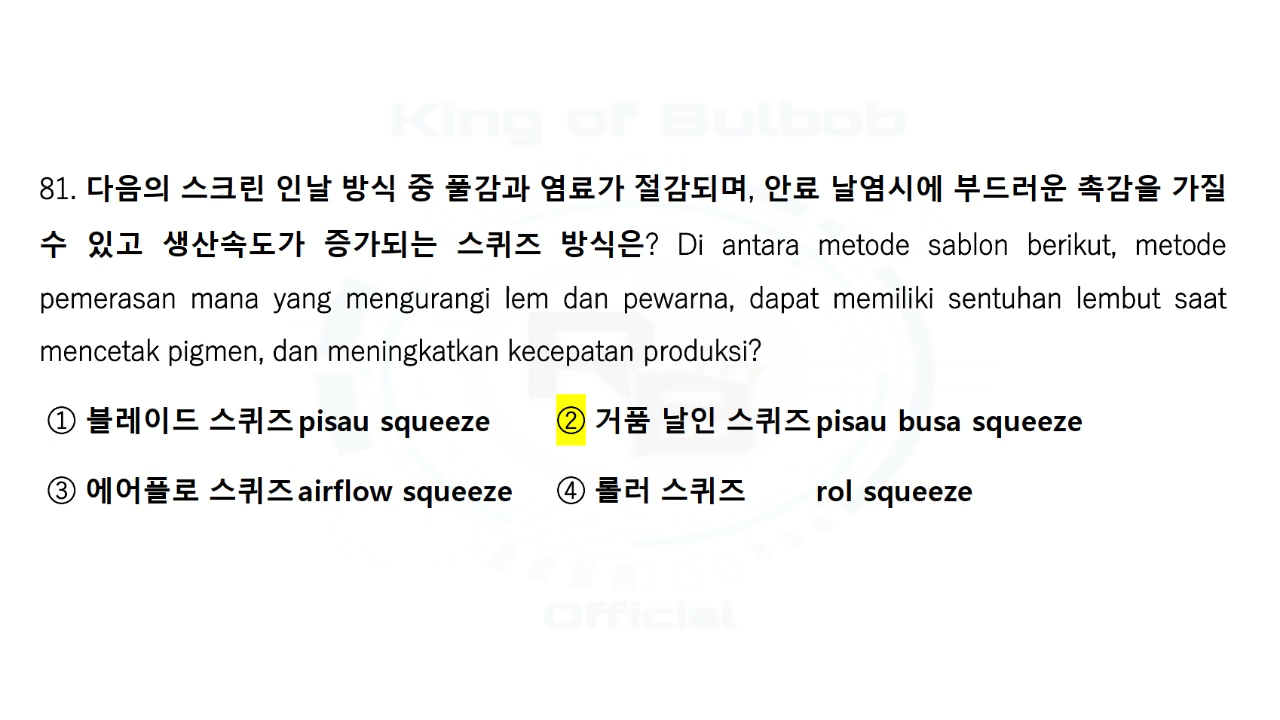 King of Bulbob
81. 다음의 스크린 인날 방식 중 풀감과 염료가 절감되며, 안료 날염시에 부드러운 촉감을 가질
수 있고 생산속도가 증가되는 스퀴즈 방식은? Di antara metode sablon berikut, metode
pemerasan mana yang mengurangi lem dan pewarna, dapat memiliki sentuhan lembut saat
mencetak pigmen, dan meningkatkan kecepatan produksi?
① 블레이드 스퀴즈 pisau squeeze ② 거품 날인 스퀴즈 pisau busa squeeze
③ 에어플로 스퀴즈 airflow squeeze ④ 롤러 스퀴즈 rol squeeze
Official